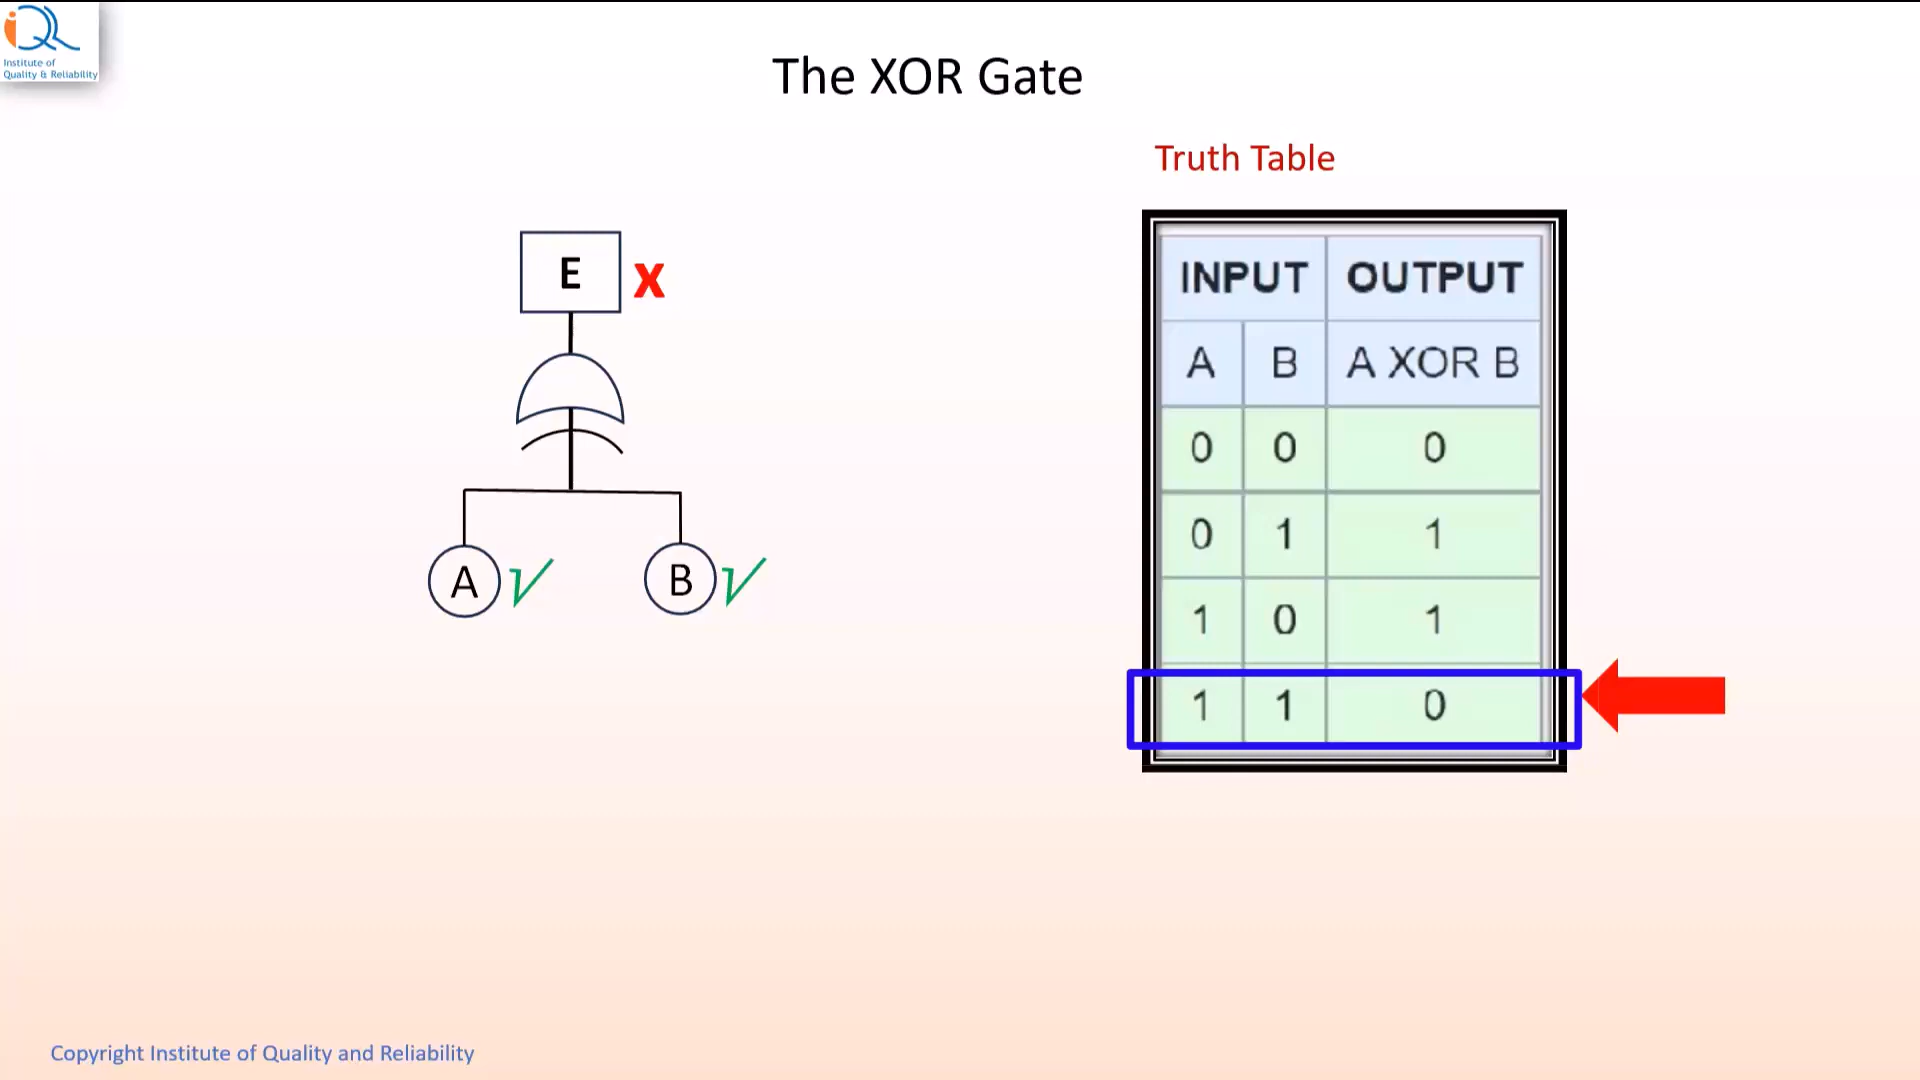 iQR
Institute of
Quality & Reliability
The XOR Gate
Truth Table
E X
A √ B √
INPUT OUTPUT
A B A XOR B
0 0 0
0 1 1
1 0 1
1 1 0
Copyright Institute of Quality and Reliability